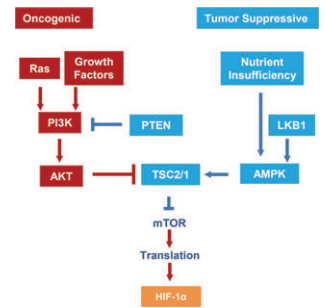 Oncogenic
Tumor Suppressive
Ras
Growth
Factors
Nutrient
Insufficiency
PI3K
PTEN
LKB1
AKT
TSC2/1
AMPK
mTOR
Translation
HIF-1α